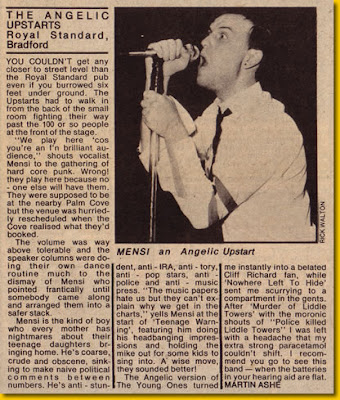 THE ANGELIC
UPSTARTS
Royal Standard,
Bradford
YOU COULDN'T get any
closer to street level than
the Royal Standard pub
even if you burrowed six
feet under ground. The
Upstarts had to walk in
from the back of the small
room fighting their way
past the 100 or so people
at the front of the stage.
"We play here 'cos
you're an I'n brilliant au-
dience," shouts vocalist
Mensi to the gathering of
hard core punk. Wrong!
they play here because no
- one else will have them.
They were supposed to be
at the nearby Palm Cove
but the venue was hurried-
ly rescheduled when the
Cove realised what they'd
booked.
The volume was way
above tolerable and the
speaker columns were do-
ing their own dance
routine much to the
dismay of Mensi who
pointed frantically until
somebody came along
and arranged them into a
safer stack.
Mensi is the kind of boy
who every mother has
nightmares about their
teenage daughters br-
inging home. He's coarse,
crude and obscene, sink-
ing to make naive political
comments between
numbers. He's anti - stun-
RICK WALTON
MENSI an Angelic Upstart
dent, anti - IRA, anti - tory,
anti - pop stars, anti -
police and anti - music
press. "The music papers
hate us but they can't ex-
plain why we get in the
charts," yells Mensi at the
start of 'Teenage Warn-
ing', featuring him doing
his headbanging impres-
sions and holding the
mike out for some kids to
sing into. A wise move,
they sounded better!
The Angelic version of
The Young Ones turned
me instantly into a belated
Cliff Richard fan, while
'Nowhere Left To Hide'
sent me scurrying to a
compartment in the gents.
After 'Murder of Liddle
Towers' with the moronic
shouts of "Police killed
Liddle Towers" I was left
with a headache that my
extra strong paracetamol
couldn't shift. I recom-
mend you go to see this
band — when the batteries
in your hearing aid are flat.
MARTIN ASHE